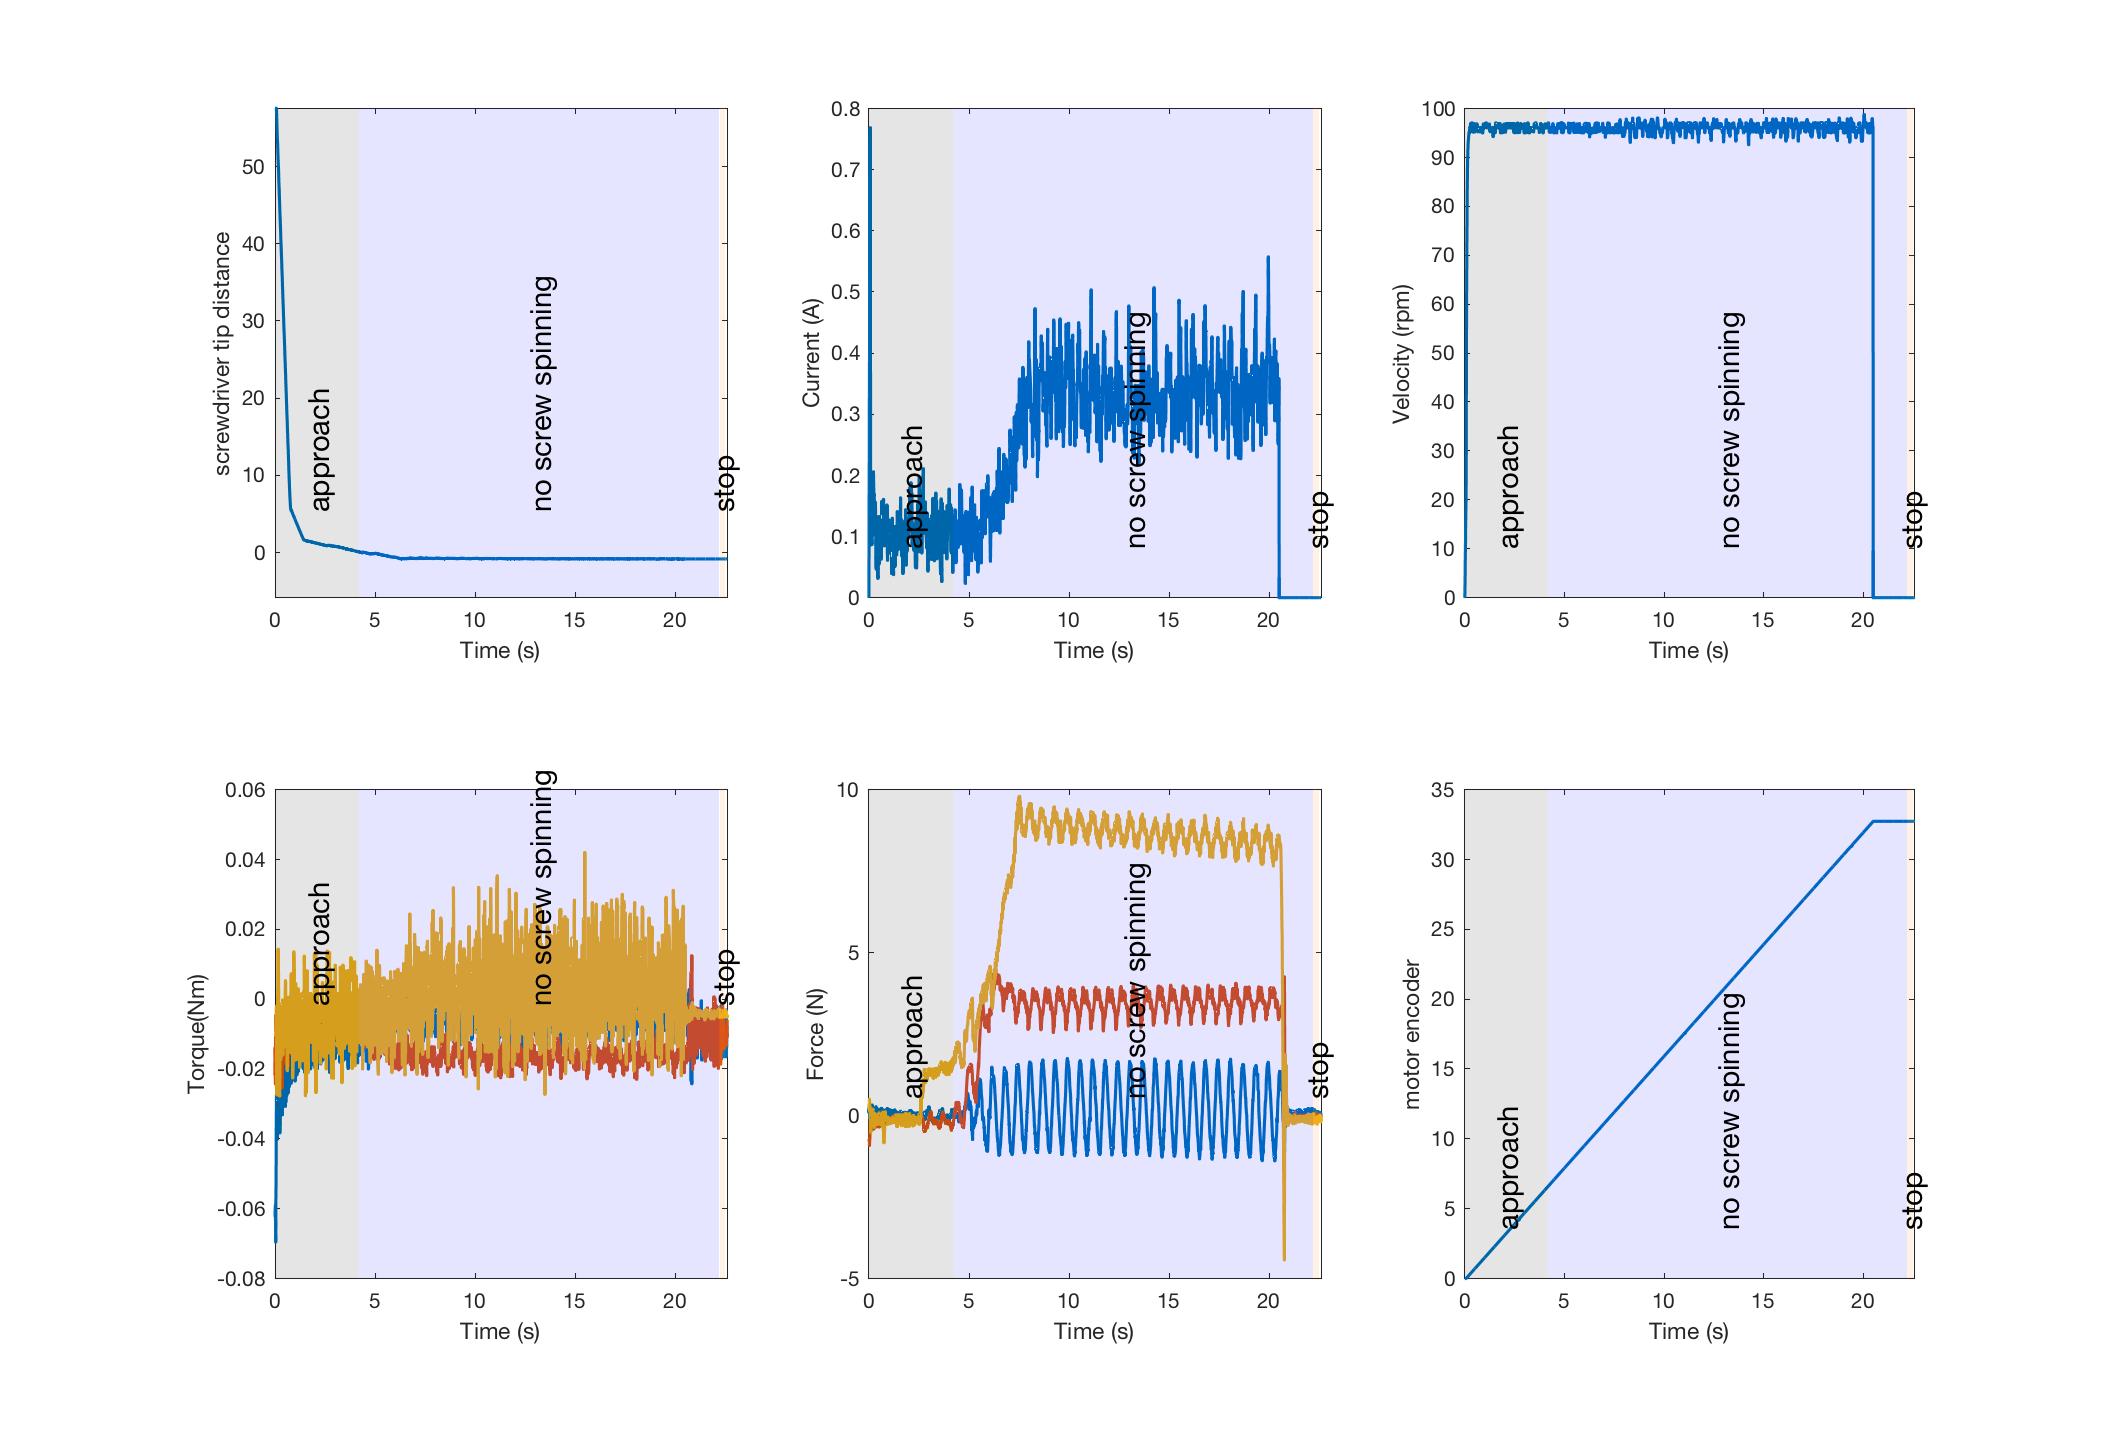 screwdriver tip distance
50
40
30
20
10
0
approach
no screw spinning
stop
0 5 10 15 20
Time (s)
Current (A)
0.8
0.7
0.6
0.5
0.4
0.3
0.2
0.1
0
approach
no screw spinning
stop
0 5 10 15 20
Time (s)
Velocity (rpm)
100
90
80
70
60
50
40
30
20
10
0
approach
no screw spinning
stop
0 5 10 15 20
Time (s)
Torque(Nm)
0.06
0.04
0.02
0
-0.02
-0.04
-0.06
-0.08
approach
no screw spinning
stop
0 5 10 15 20
Time (s)
Force (N)
10
5
0
-5
approach
no screw spinning
stop
0 5 10 15 20
Time (s)
motor encoder
35
30
25
20
15
10
5
0
approach
no screw spinning
stop
0 5 10 15 20
Time (s)